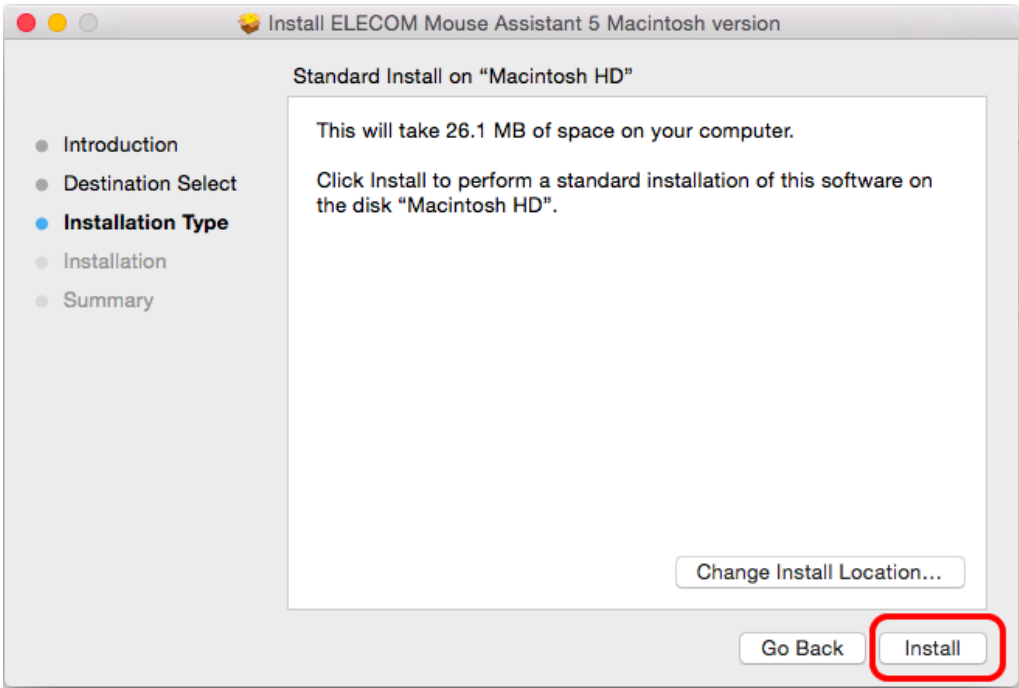 Install ELECOM Mouse Assistant 5 Macintosh version
Standard Install on “Macintosh HD”
Introduction
Destination Select
Installation Type
Installation
Summary
This will take 26.1 MB of space on your computer.
Click Install to perform a standard installation of this software on
the disk “Macintosh HD”.
Change Install Location...
Go Back
Install